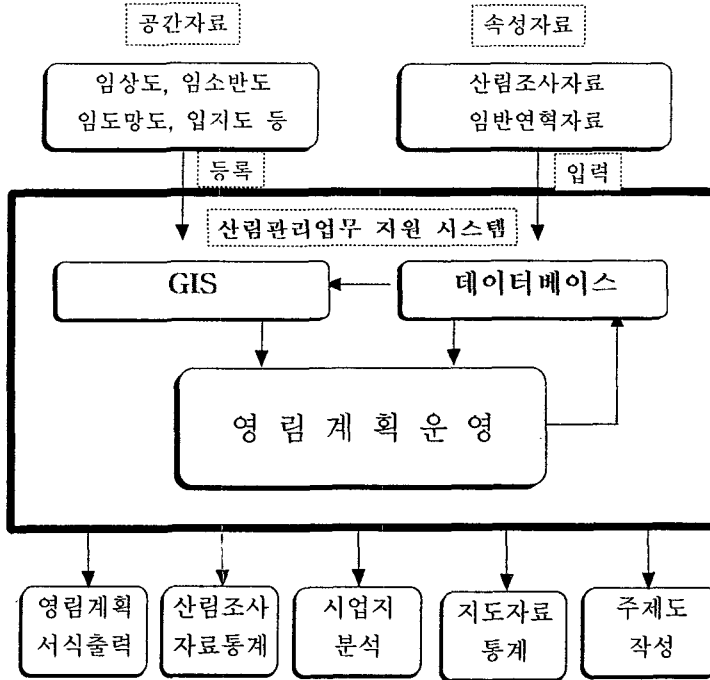 공간자료
속성자료
임상도, 임소반도
임도망도, 입지도 등
산림조사자료
임반연혁자료
등록
입력
산림관리업무 지원 시스템
GIS
데이터베이스
영 림 계 획 운 영
영림계획
서식출력
산림조사
자료통계
시업지
분석
지도자료
통계
주제도
작성